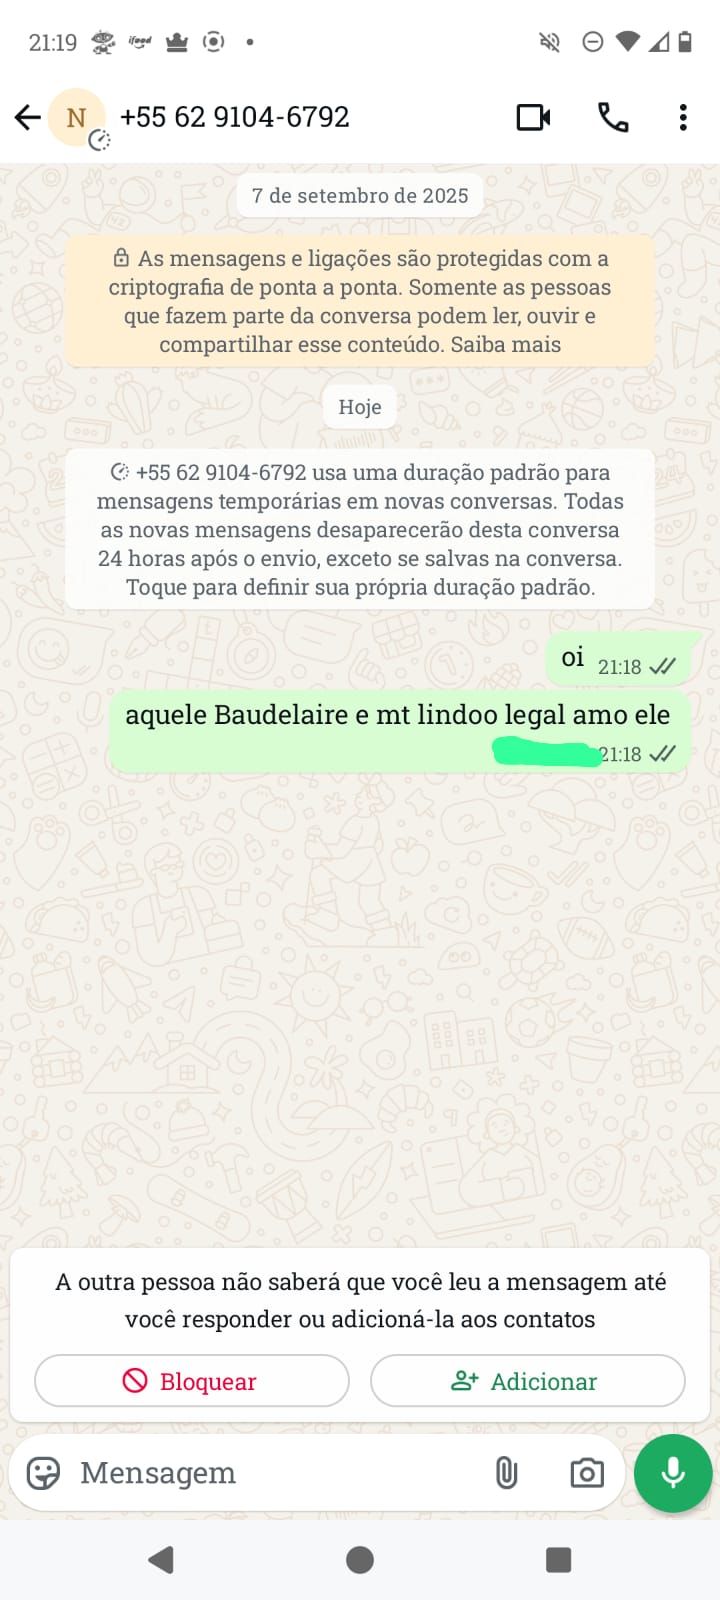 21:19 ifood
N +55 62 9104-6792
7 de setembro de 2025
As mensagens e ligações são protegidas com a
criptografia de ponta a ponta. Somente as pessoas
que fazem parte da conversa podem ler, ouvir e
compartilhar esse conteúdo. Saiba mais
Hoje
+55 62 9104-6792 usa uma duração padrão para
mensagens temporárias em novas conversas. Todas
as novas mensagens desaparecerão desta conversa
24 horas após o envio, exceto se salvas na conversa.
Toque para definir sua própria duração padrão.
oi 21:18
aquele Baudelaire e mt lindoo legal amo ele
21:18
A outra pessoa não saberá que você leu a mensagem até
você responder ou adicioná-la aos contatos
Bloquear Adicionar
Mensagem